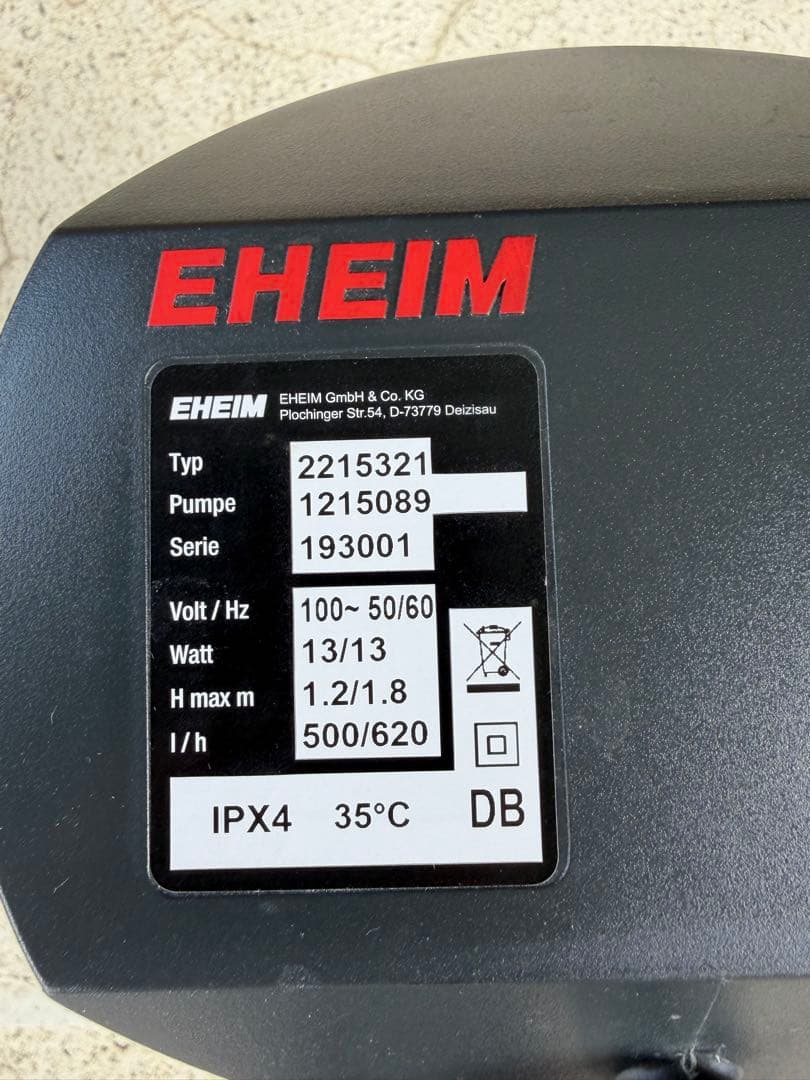 EHEIM
EHEIM EHEIM GmbH & Co. KG
Plochinger Str.54, D-73779 Deizisau
Typ 2215321
Pumpe 1215089
Serie 193001
Volt / Hz 100~ 50/60
Watt 13/13
H max m 1.2/1.8
l / h 500/620
IPX4 35°C DB